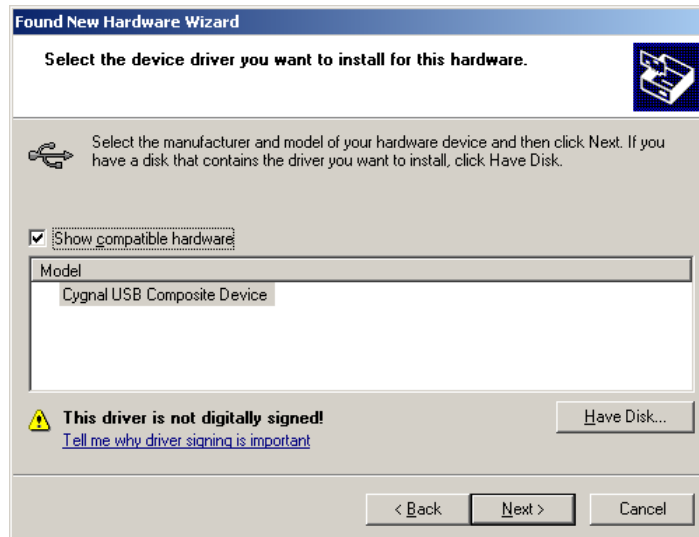 Found New Hardware Wizard
Select the device driver you want to install for this hardware.
Select the manufacturer and model of your hardware device and then click Next. If you
have a disk that contains the driver you want to install, click Have Disk.
Show compatible hardware
Model
Cygnal USB Composite Device
This driver is not digitally signed!
Tell me why driver signing is important
Have Disk...
< Back
Next >
Cancel